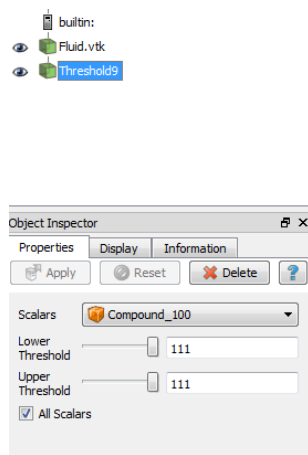 builtin:
Fluid.vtk
Threshold9
Object Inspector
Properties Display Information
Apply Reset Delete ?
Scalars Compound_100
Lower Threshold 111
Upper Threshold 111
All Scalars